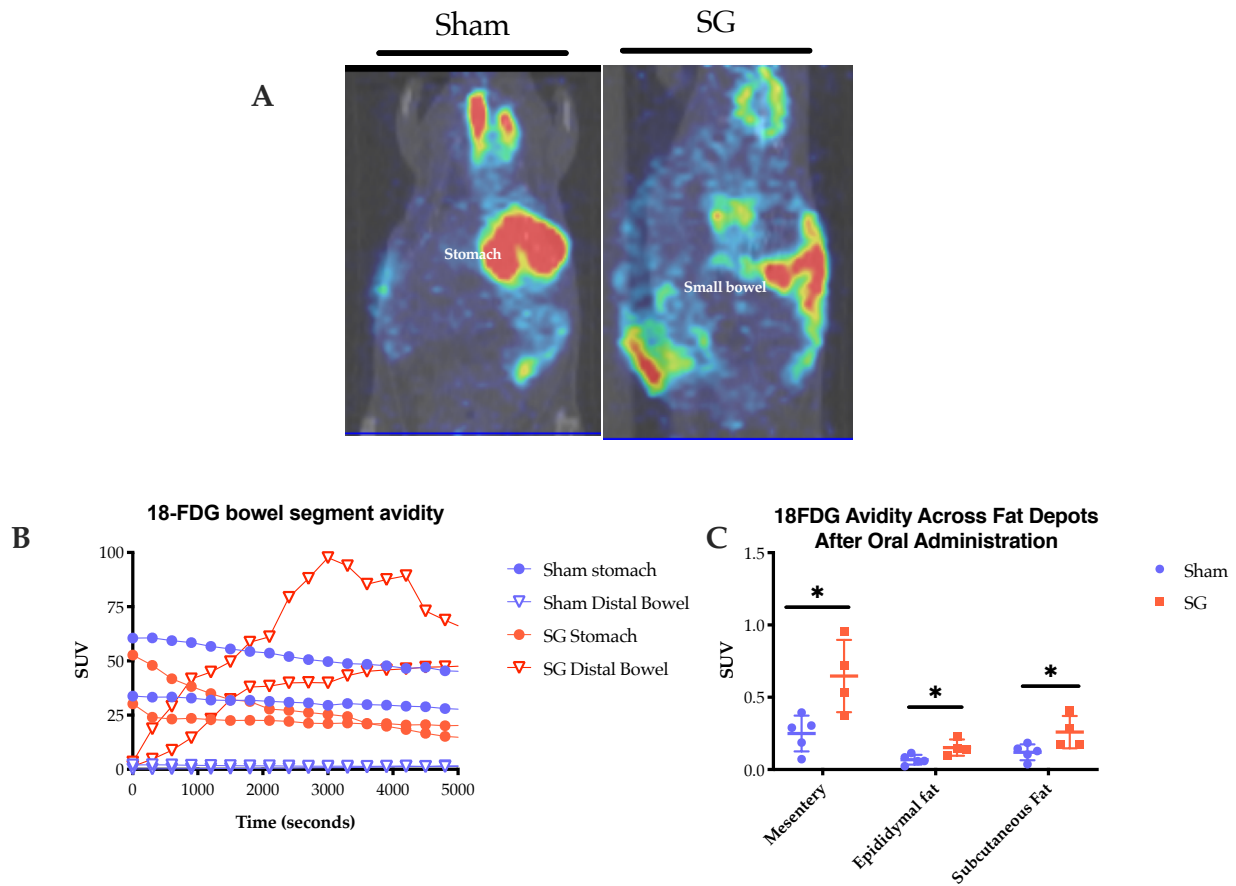 Sham
SG
A
Stomach
Small bowel
B
18-FDG bowel segment avidity
100
75
50
25
0
SUV
0
1000
2000
3000
4000
5000
Time (seconds)
Sham stomach
Sham Distal Bowel
SG Stomach
SG Distal Bowel
C
18FDG Avidity Across Fat Depots
After Oral Administration
1.5
1.0
0.5
0.0
SUV
*
*
*
Mesentery
Epididymal fat
Subcutaneous Fat
Sham
SG